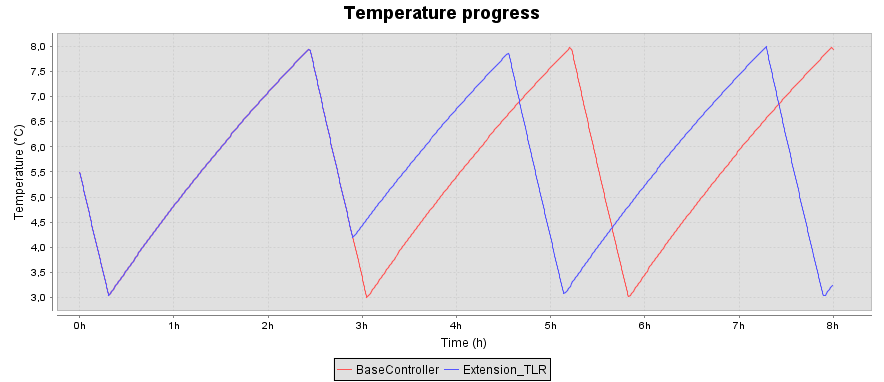 Temperature progress
8,0
7,5
7,0
6,5
6,0
5,5
5,0
4,5
4,0
3,5
3,0
Temperature (°C)
0h 1h 2h 3h 4h 5h 6h 7h 8h
Time (h)
BaseController Extension_TLR